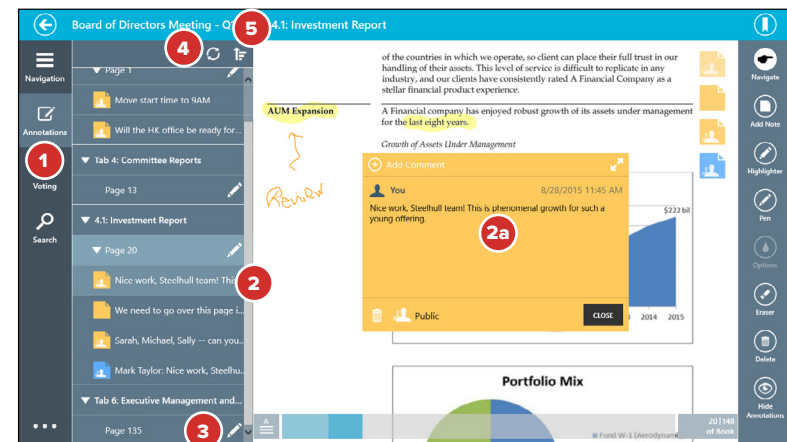 Board of Directors Meeting - Q
5
4.1: Investment Report
4
Navigation
Page 1
Move start time to 9AM
Annotations
Will the HK office be ready for...
1
Tab 4: Committee Reports
Voting
Page 13
4.1: Investment Report
Search
Page 20
Nice work, Steelhull team! This
2
We need to go over this page i...
Sarah, Michael, Sally -- can you..
Mark Taylor: Nice work, Steelhu..
Tab 6: Executive Management and...
Page 135
3
of the countries in which we operate, so client can place their full trust in our
handling of their assets. This level of service is difficult to replicate in any
industry, and our clients have consistently rated A Financial Company as a
stellar financial product experience.
AUM Expansion
A Financial company has enjoyed robust growth of its assets under management
for the last eight years.
Growth of Assets Under Management
Review
Add Comment
You
8/28/2015 11:45 AM
Nice work, Steelhull team! This is phenomenal growth for such a
young offering.
2a
Public
CLOSE
$222 bil
2014 2015
Portfolio Mix
Fund W-1 (Aerodynam
A
20|148
of Book
Navigate
Add Note
Highlighter
Pen
Options
Eraser
Delete
Hide
Annotations